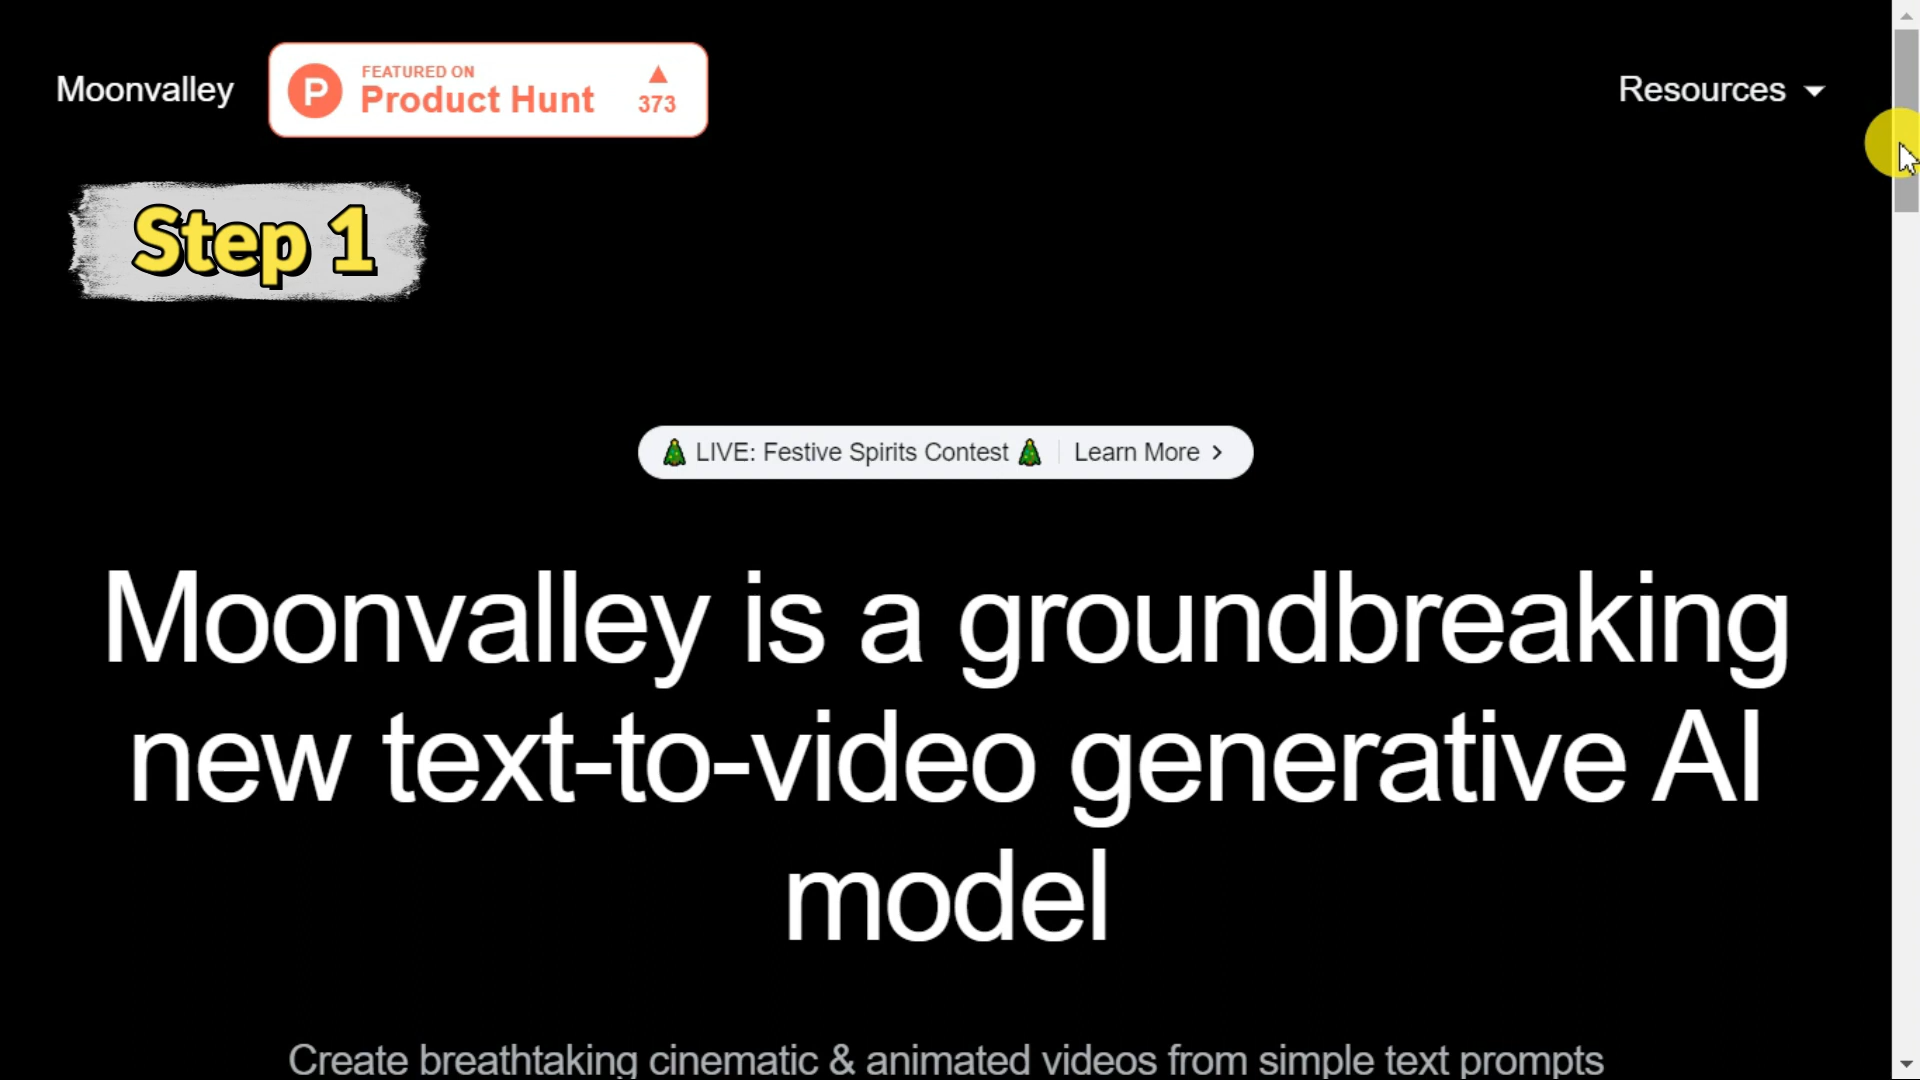 Moonvalley
P
FEATURED ON
Product Hunt
▲
373
Resources
Step 1
🎄 LIVE: Festive Spirits Contest 🎄
Learn More >
Moonvalley is a groundbreaking
new text-to-video generative AI
model
Create breathtaking cinematic & animated videos from simple text prompts